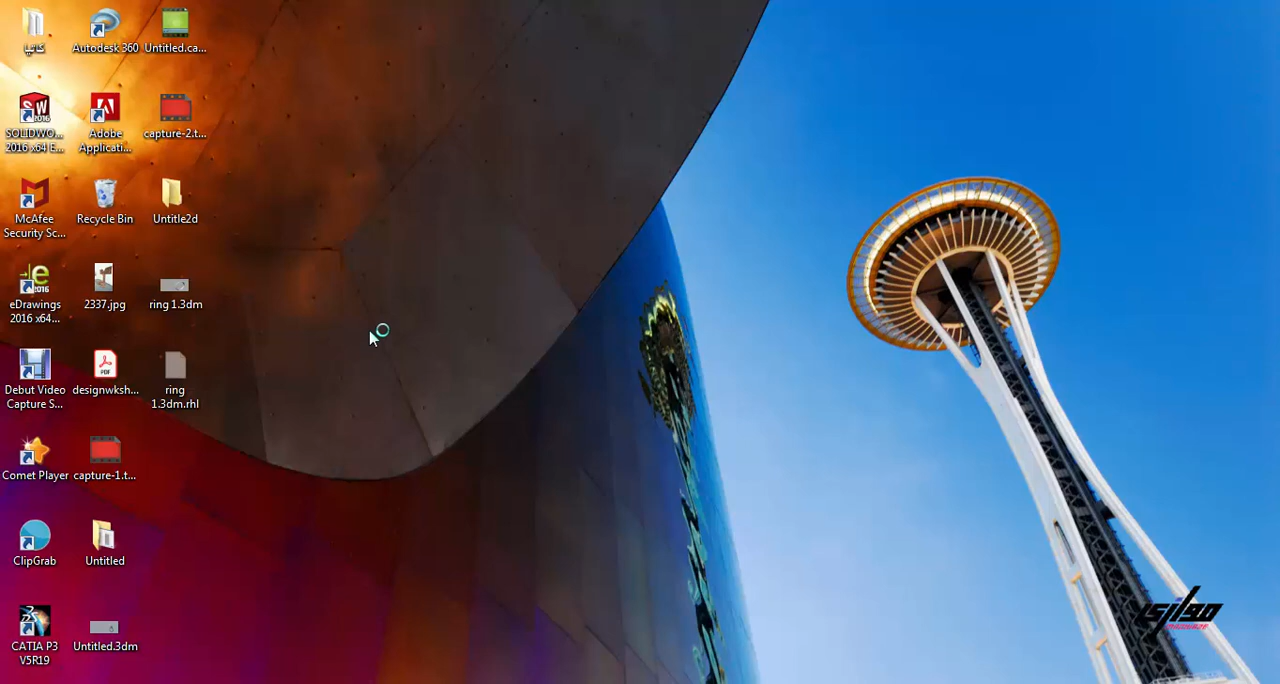 کاتیا
Autodesk 360
Untitled.ca...
SOLIDWO...
2016 x64 E...
Adobe
Applicati...
capture-2.t...
McAfee
Security Sc...
Recycle Bin
Untitle2d
eDrawings
2016 x64...
2337.jpg
ring 1.3dm
Debut Video
Capture S...
designwksh...
ring
1.3dm.rhl
Comet Player
capture-1.t...
ClipGrab
Untitled
CATIA P3
V5R19
Untitled.3dm
موازی